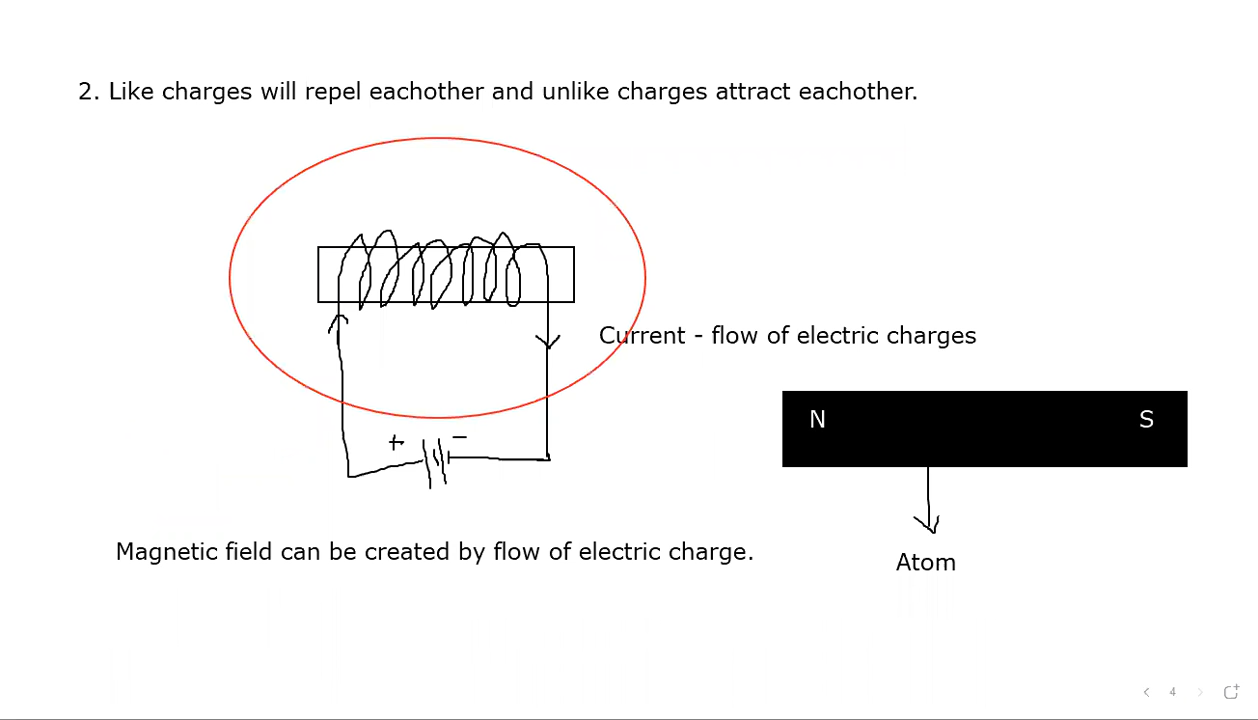 2. Like charges will repel eachother and unlike charges attract eachother.
Current - flow of electric charges
N S
+ −
Magnetic field can be created by flow of electric charge.
Atom
4